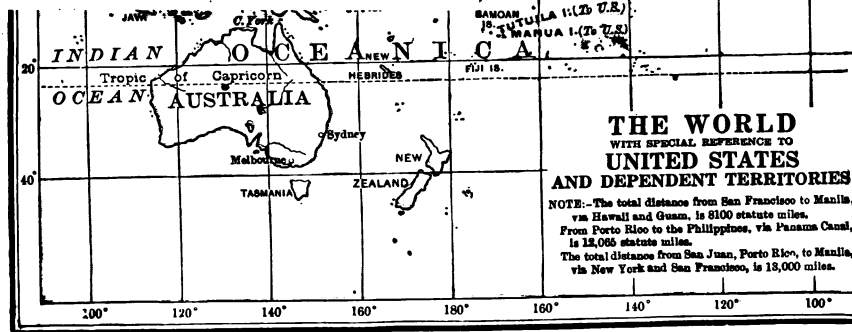 JAVA
C. York
SAMOAN
IS.
TUTUILA I.(To U.S.)
MANUA I.(To U.S.)
INDIAN
OCEANICA
NEW
HEBRIDES
FIJI IS.
20°
Tropic of Capricorn
OCEAN
AUSTRALIA
Sydney
Melbourne
NEW
ZEALAND
TASMANIA
40°
THE WORLD
WITH SPECIAL REFERENCE TO
UNITED STATES
AND DEPENDENT TERRITORIES
NOTE:-The total distance from San Francisco to Manila,
via Hawaii and Guam, is 8100 statute miles.
From Porto Rico to the Philippines, via Panama Canal,
is 12,065 statute miles.
The total distance from San Juan, Porto Rico, to Manila,
via New York and San Francisco, is 13,000 miles.
100° 120° 140° 160° 180° 160° 140° 120° 100°